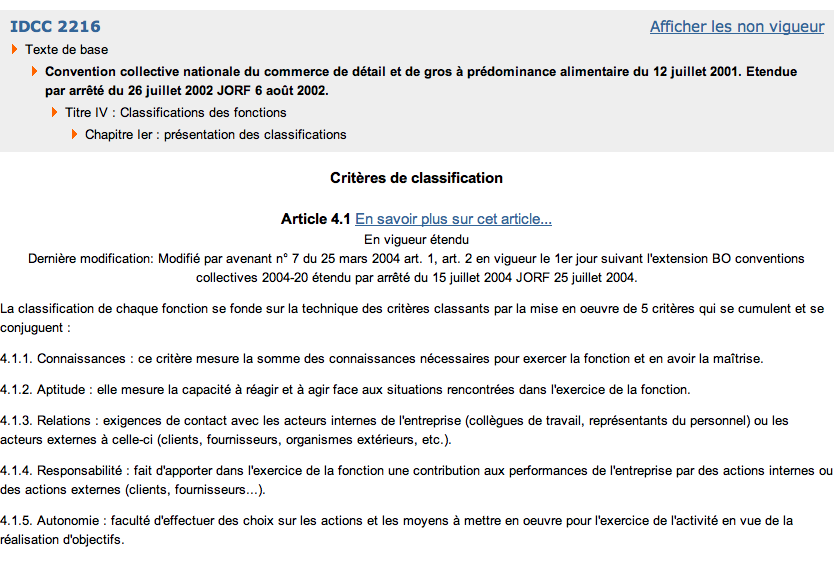 IDCC 2216
Afficher les non vigueur
Texte de base
Convention collective nationale du commerce de détail et de gros à prédominance alimentaire du 12 juillet 2001. Etendue
par arrêté du 26 juillet 2002 JORF 6 août 2002.
Titre IV : Classifications des fonctions
Chapitre Ier : présentation des classifications
Critères de classification
Article 4.1 En savoir plus sur cet article...
En vigueur étendu
Dernière modification: Modifié par avenant n° 7 du 25 mars 2004 art. 1, art. 2 en vigueur le 1er jour suivant l'extension BO conventions
collectives 2004-20 étendu par arrêté du 15 juillet 2004 JORF 25 juillet 2004.
La classification de chaque fonction se fonde sur la technique des critères classants par la mise en oeuvre de 5 critères qui se cumulent et se
conjuguent :
4.1.1. Connaissances : ce critère mesure la somme des connaissances nécessaires pour exercer la fonction et en avoir la maîtrise.
4.1.2. Aptitude : elle mesure la capacité à réagir et à agir face aux situations rencontrées dans l'exercice de la fonction.
4.1.3. Relations : exigences de contact avec les acteurs internes de l'entreprise (collègues de travail, représentants du personnel) ou les
acteurs externes à celle-ci (clients, fournisseurs, organismes extérieurs, etc.).
4.1.4. Responsabilité : fait d'apporter dans l'exercice de la fonction une contribution aux performances de l'entreprise par des actions internes ou
des actions externes (clients, fournisseurs...).
4.1.5. Autonomie : faculté d'effectuer des choix sur les actions et les moyens à mettre en oeuvre pour l'exercice de l'activité en vue de la
réalisation d'objectifs.